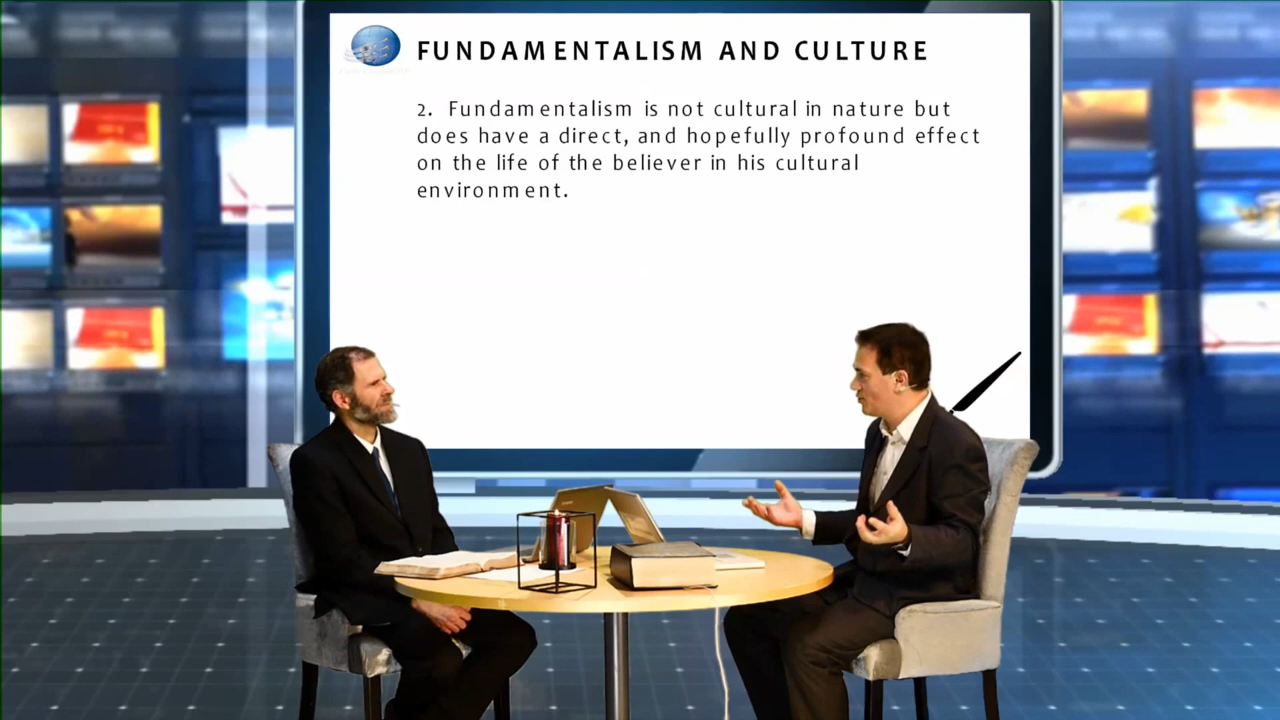 FUNDAMENTALISM AND CULTURE
2. Fundamentalism is not cultural in nature but
does have a direct, and hopefully profound effect
on the life of the believer in his cultural
environment.